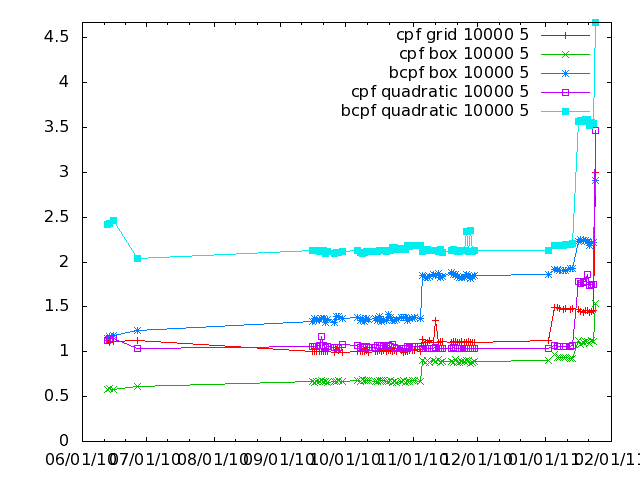 4.5
cpf grid 10000 5
cpf box 10000 5
4
bcpf box 10000 5
cpf quadratic 10000 5
3.5
bcpf quadratic 10000 5
3
2.5
2
1.5
1
0.5
0
06/01/10 07/01/10 08/01/10 09/01/10 10/01/10 11/01/10 12/01/10 01/01/11 02/01/11